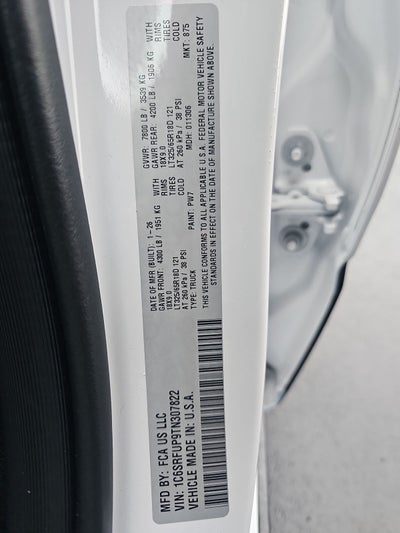 MFD BY: FCA US LLC
VIN: 1C6SRFUP9TN307822
VEHICLE MADE IN U.S.A.
DATE OF MFR (BUILT): 1-26 GVWR: 7800 LB / 3539 KG
GAWR FRONT: 4300 LB / 1951 KG WITH GAWR REAR: 4200 LB / 1906 KG WITH
18X9.0 RIMS 18X9.0 RIMS
LT325/65R18D 121 TIRES LT325/65R18D 121 TIRES
AT 260 kPa / 38 PSI COLD AT 260 kPa / 38 PSI COLD
TYPE: TRUCK PAINT: PW7 MDH: 011306 MKT: 875
THIS VEHICLE CONFORMS TO ALL APPLICABLE U.S.A. FEDERAL MOTOR VEHICLE SAFETY
STANDARDS IN EFFECT ON THE DATE OF MANUFACTURE SHOWN ABOVE.